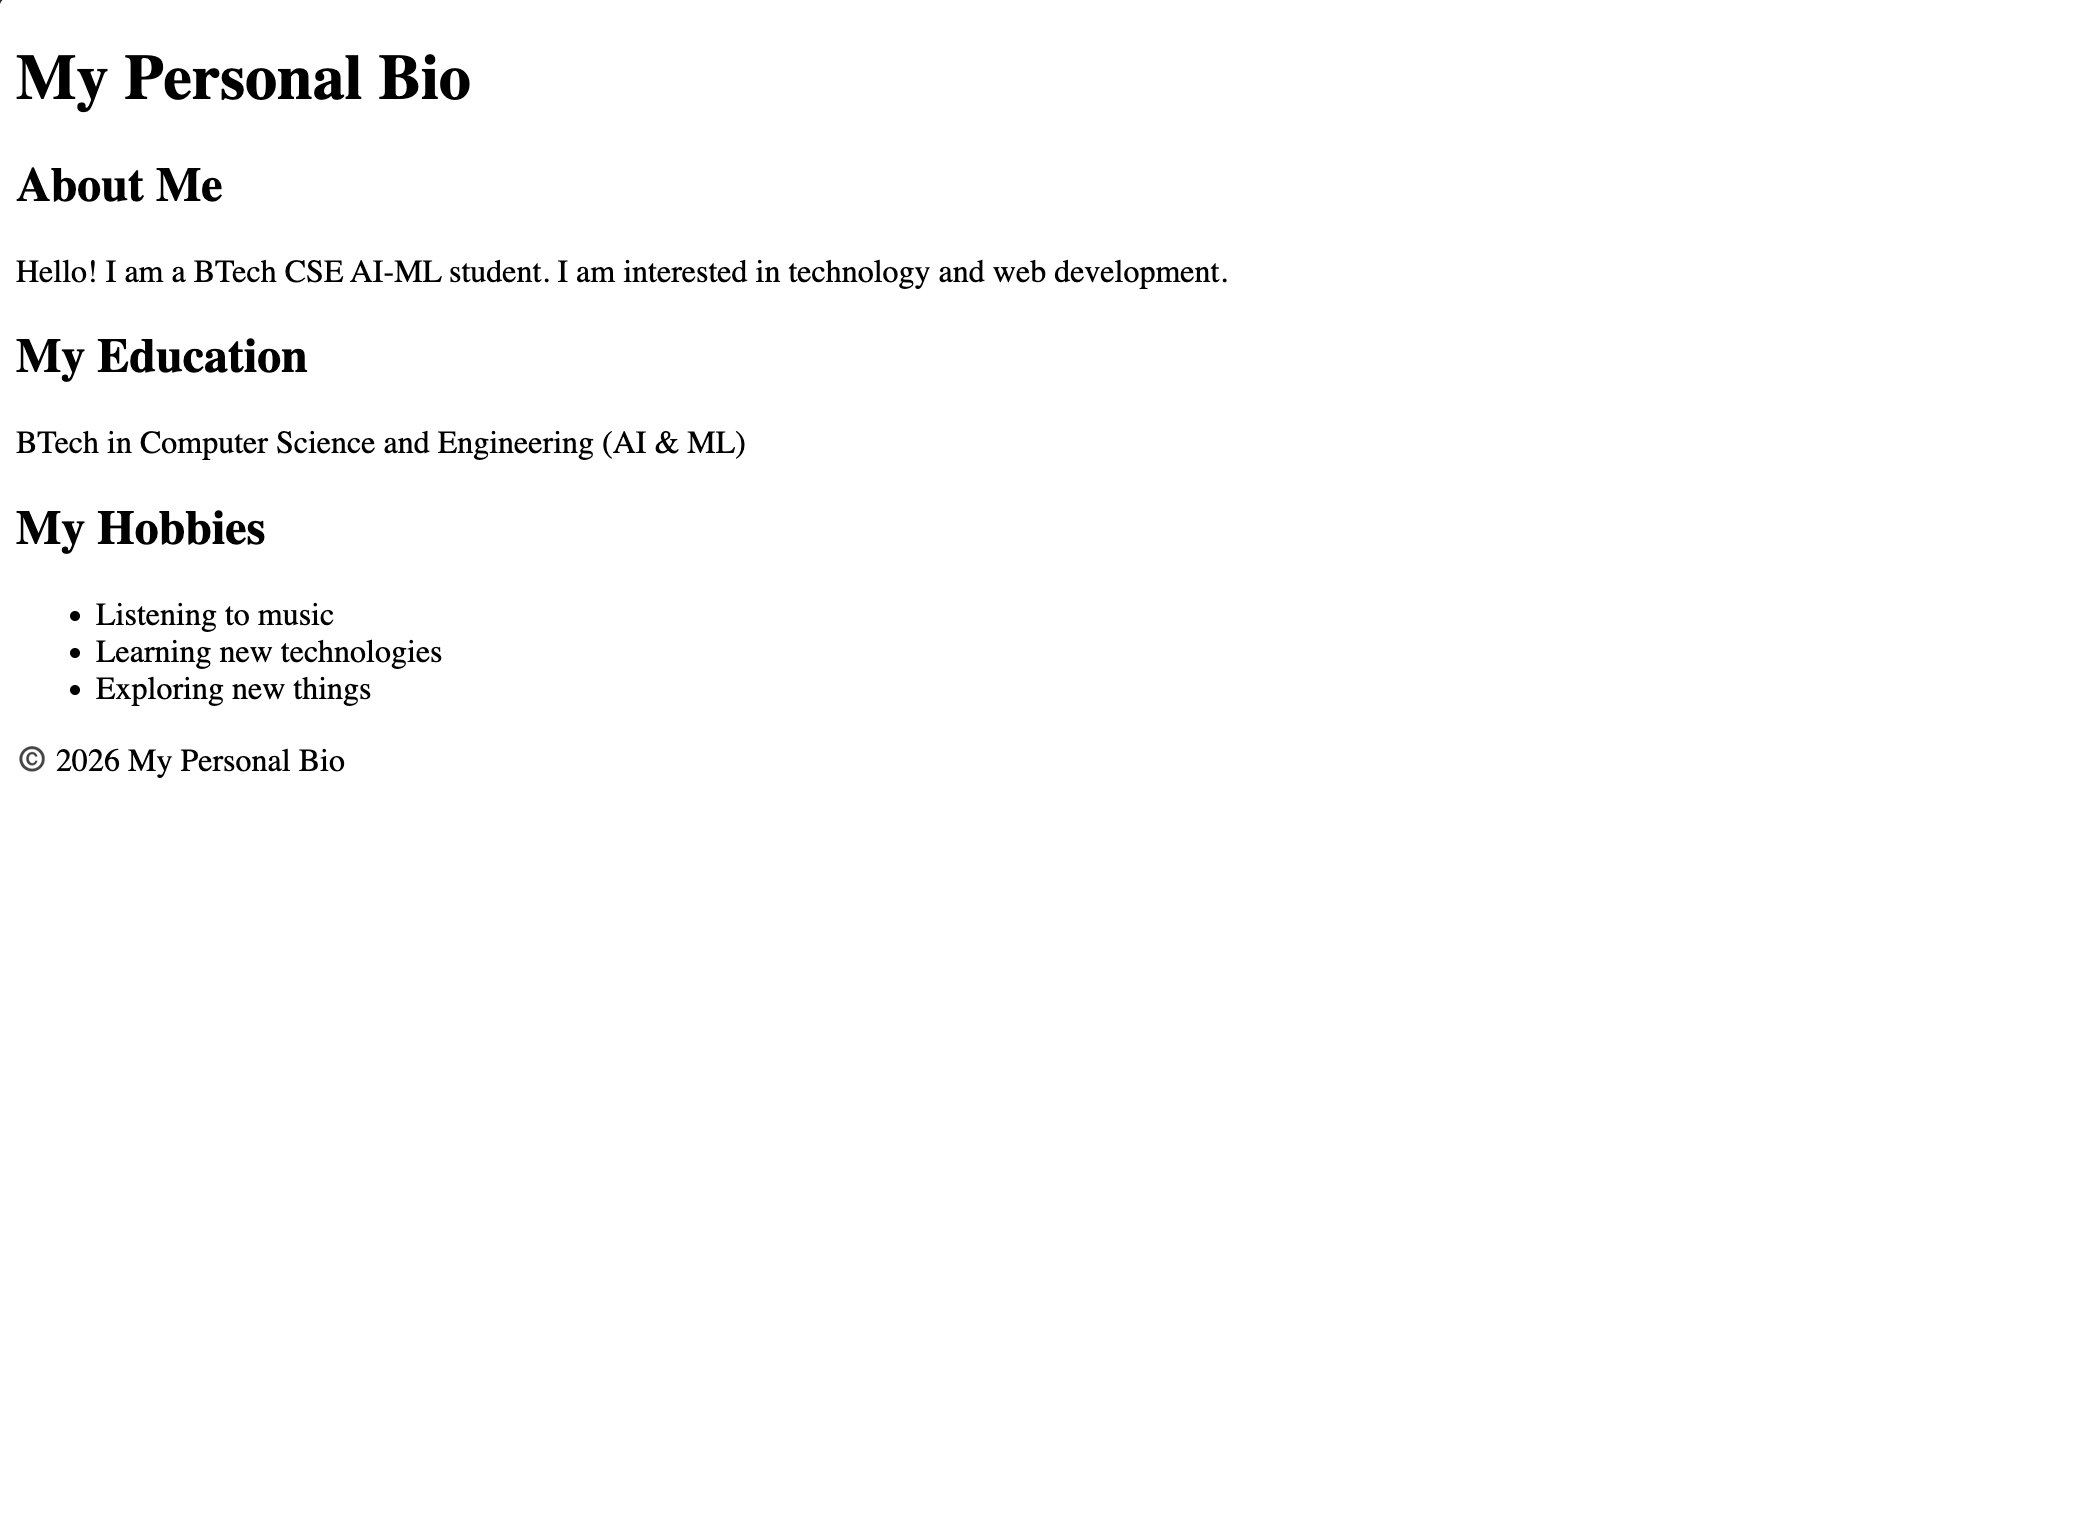 My Personal Bio
About Me
Hello! I am a BTech CSE AI-ML student. I am interested in technology and web development.
My Education
BTech in Computer Science and Engineering (AI & ML)
My Hobbies
• Listening to music
• Learning new technologies
• Exploring new things
© 2026 My Personal Bio